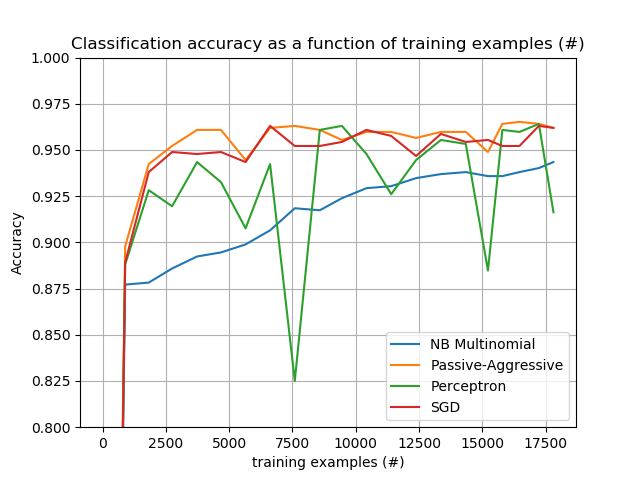 Classification accuracy as a function of training examples (#)
1.000
0.975
0.950
0.925
0.900
0.875
0.850
0.825
0.800
Accuracy
NB Multinomial
Passive-Aggressive
Perceptron
SGD
0 2500 5000 7500 10000 12500 15000 17500
training examples (#)